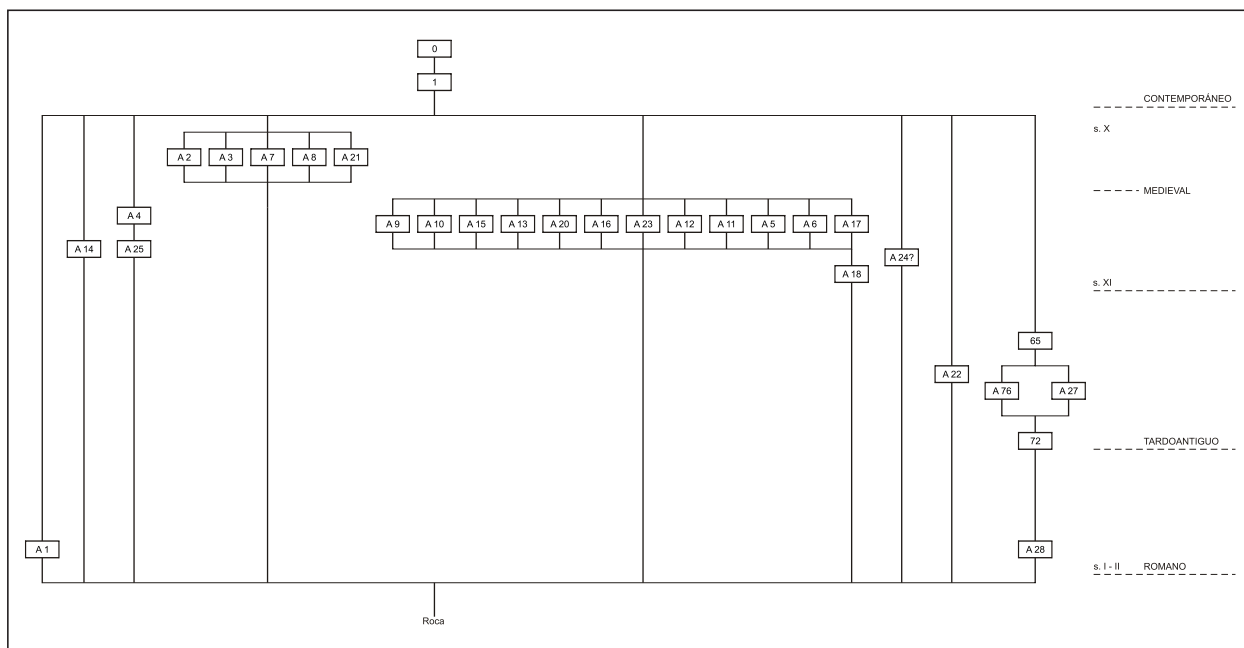 0
1
CONTEMPORÁNEO
s. X
A 2 A 3 A 7 A 8 A 21
MEDIEVAL
A 4
A 9 A 10 A 15 A 13 A 20 A 16 A 23 A 12 A 11 A 5 A 6 A 17
A 14 A 25
A 24?
A 18
s. XI
65
A 22
A 76 A 27
72
TARDOANTIGUO
A 1
A 28
s. I - II ROMANO
Roca